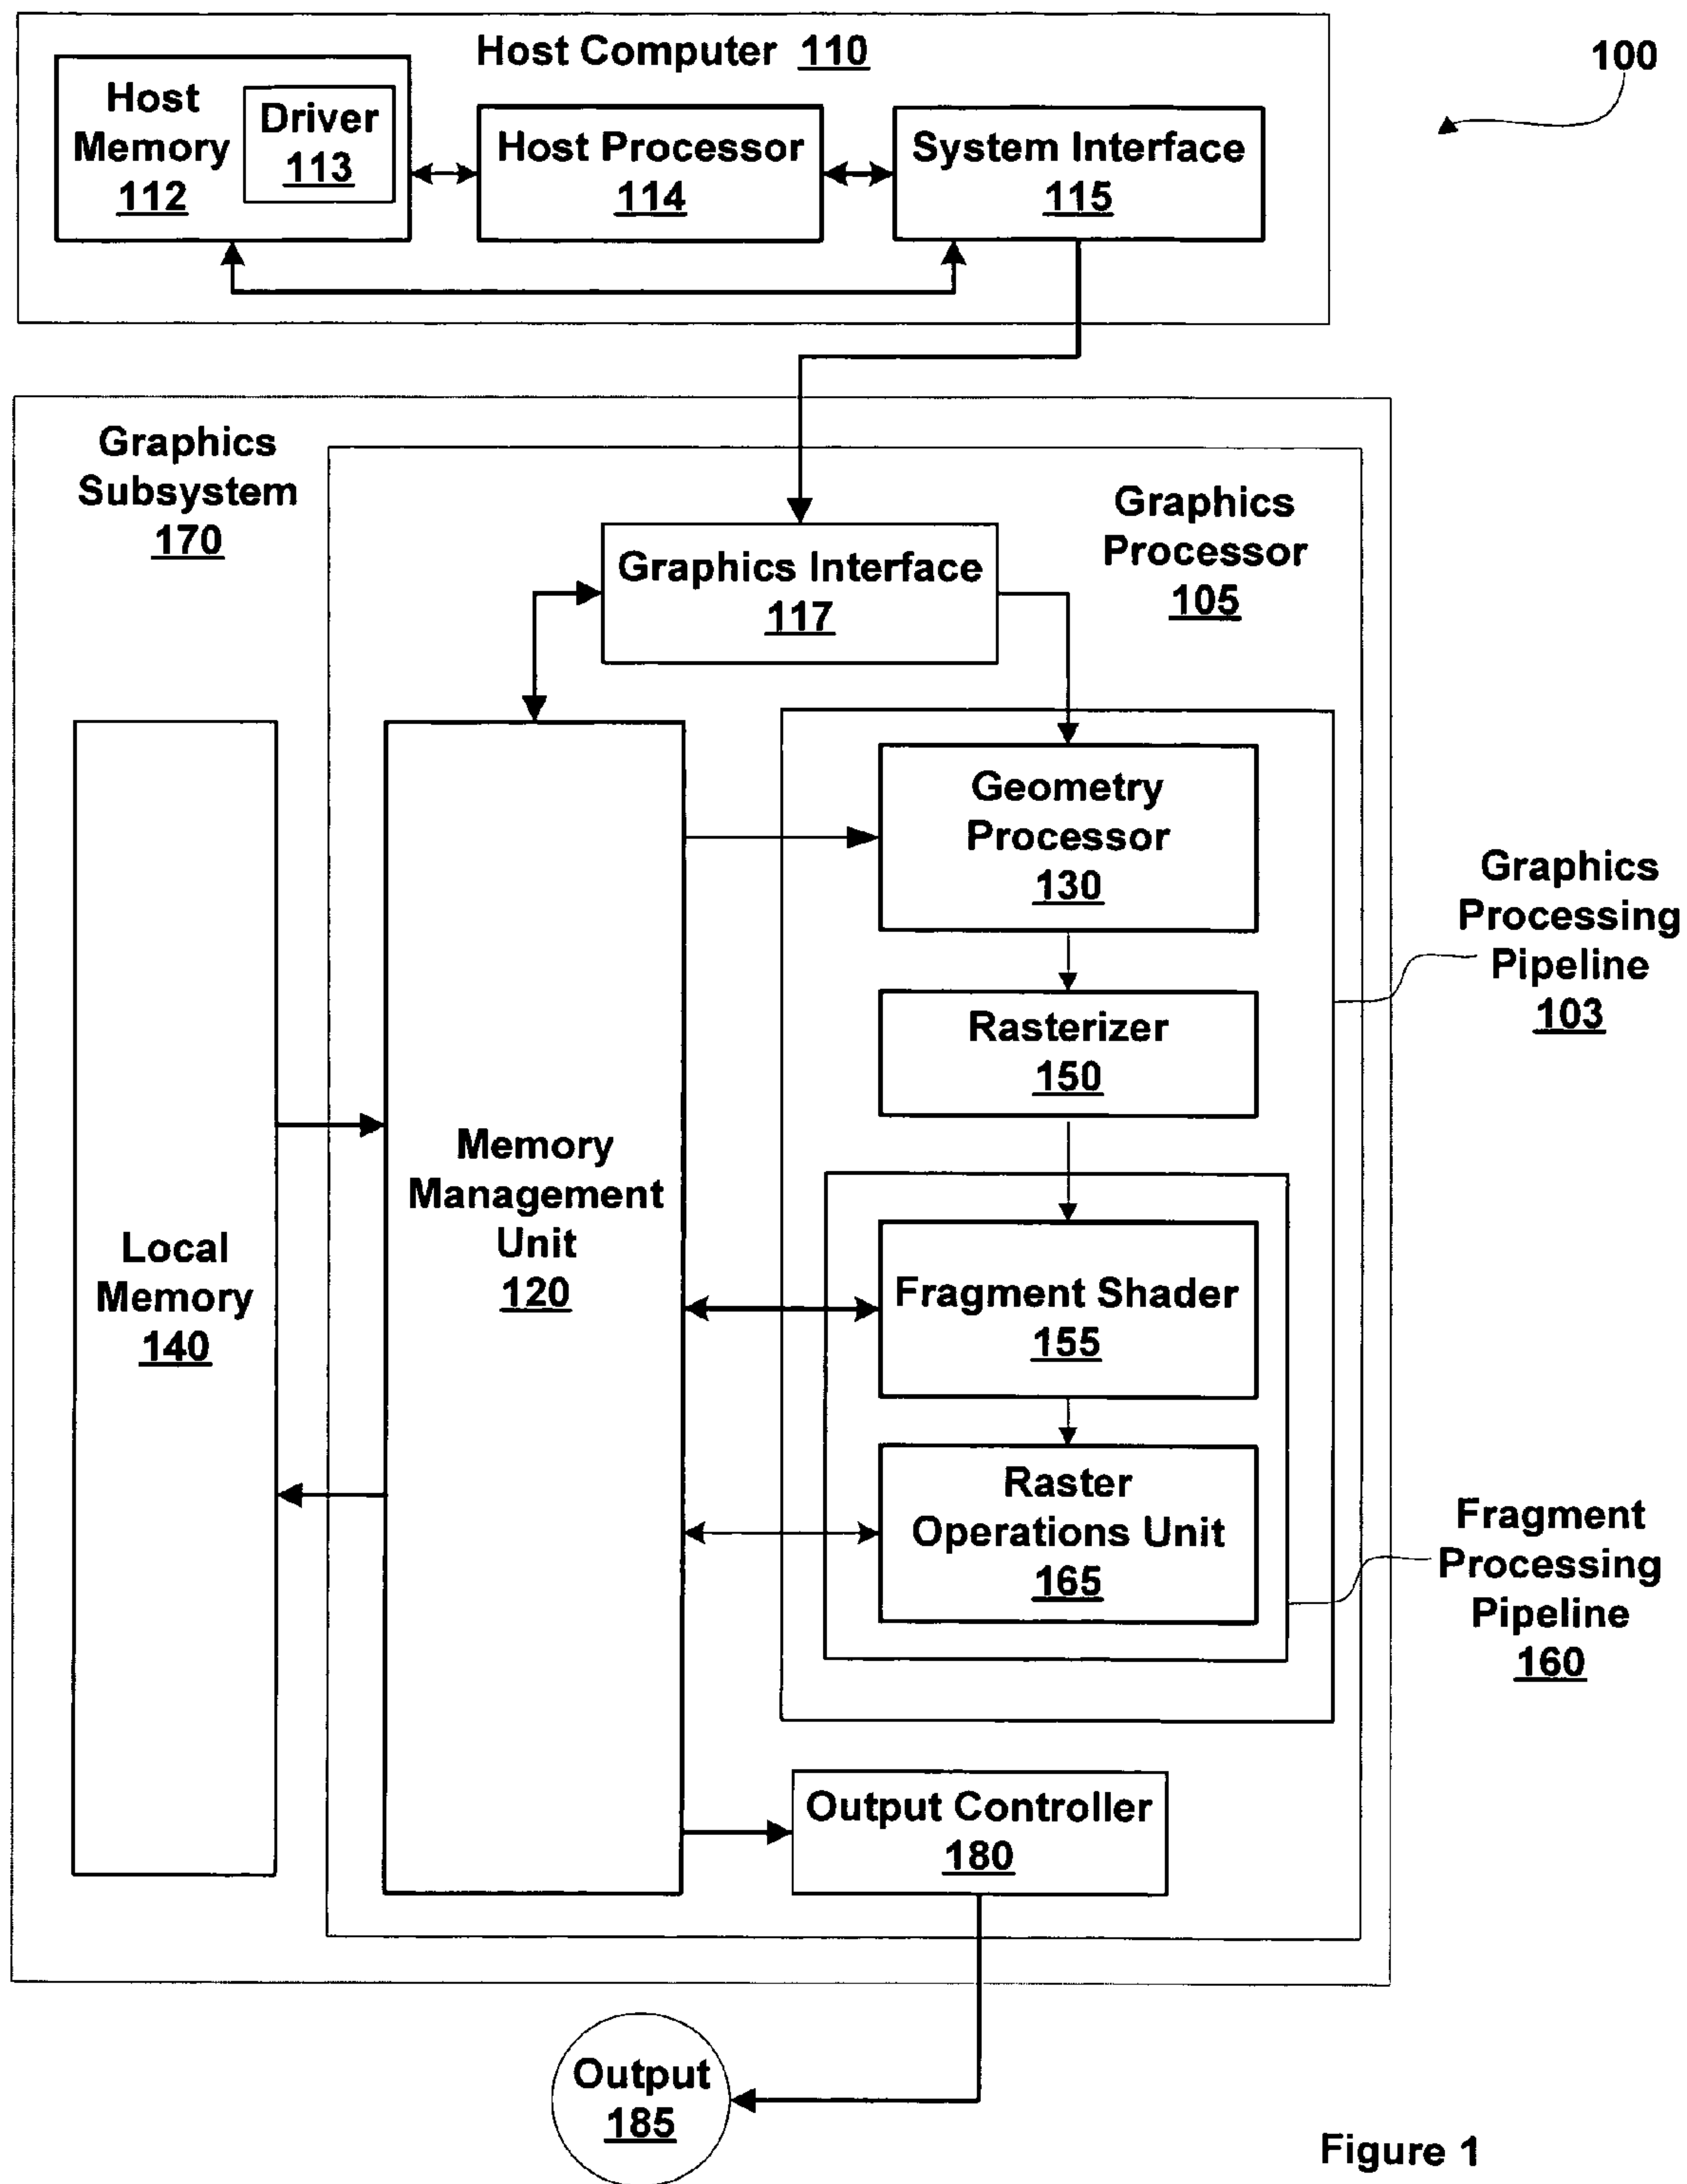 Host Computer 110
100
Host
Memory
112
Driver
113
Host Processor
114
System Interface
115
Graphics
Subsystem
170
Graphics
Processor
105
Graphics Interface
117
Geometry
Processor
130
Graphics
Processing
Pipeline
103
Rasterizer
150
Memory
Management
Unit
120
Local
Memory
140
Fragment Shader
155
Raster
Operations Unit
165
Fragment
Processing
Pipeline
160
Output Controller
180
Output
185
Figure 1